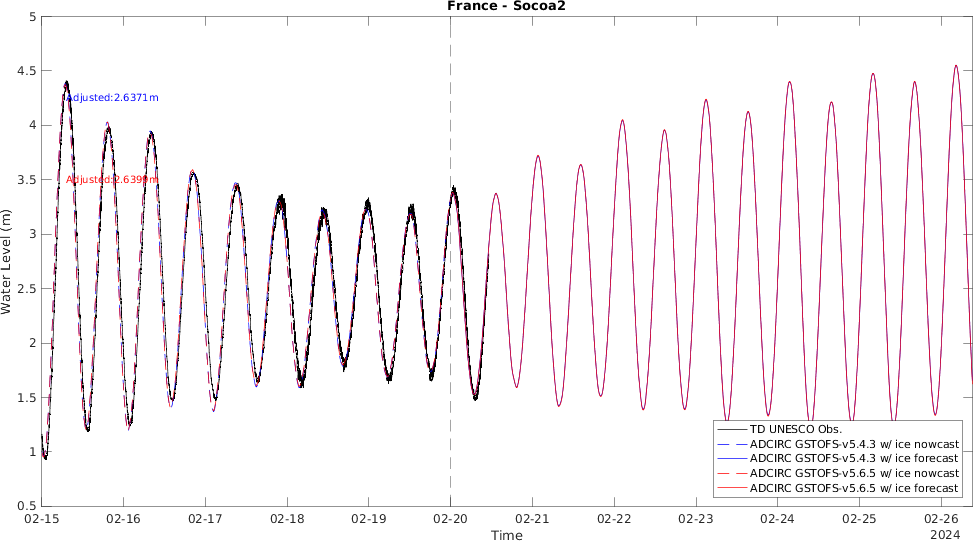 France - Socoa2
5
4.5
4
3.5
3
2.5
2
1.5
1
0.5
Water Level (m)
Adjusted:2.6371m
Adjusted:2.6399m
TD UNESCO Obs.
ADCIRC GSTOFS-v5.4.3 w/ ice nowcast
ADCIRC GSTOFS-v5.4.3 w/ ice forecast
ADCIRC GSTOFS-v5.6.5 w/ ice nowcast
ADCIRC GSTOFS-v5.6.5 w/ ice forecast
02-15 02-16 02-17 02-18 02-19 02-20 02-21 02-22 02-23 02-24 02-25 02-26
Time
2024